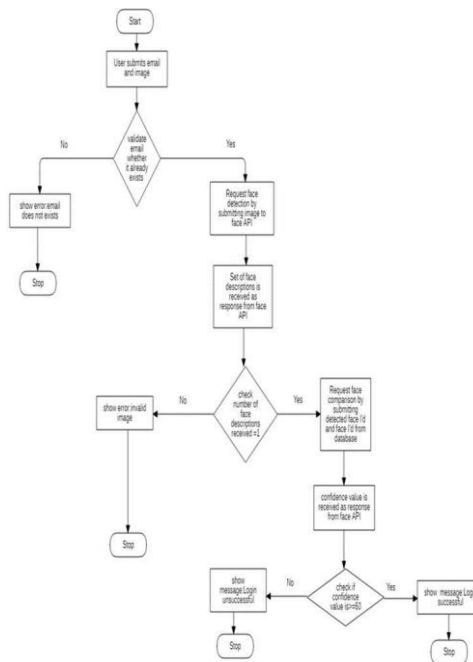 Start
User submits email
and image
validate
email
whether
it already
exists
No
Yes
show error:email
does not exists
Stop
Request face
detection by
submitting image to
face API
Set of face
descriptions is
received as
response from face
API
check
number of
face
descriptions
received =1
No
Yes
show error:invalid
image
Stop
Request face
comparison by
submitting
detected face I'd
and face I'd from
database
confidence value is
received as response
from face API
check if
confidence
value is>=60
No
Yes
show
message:Login
unsuccessful
Stop
show message:Login
successful
Stop